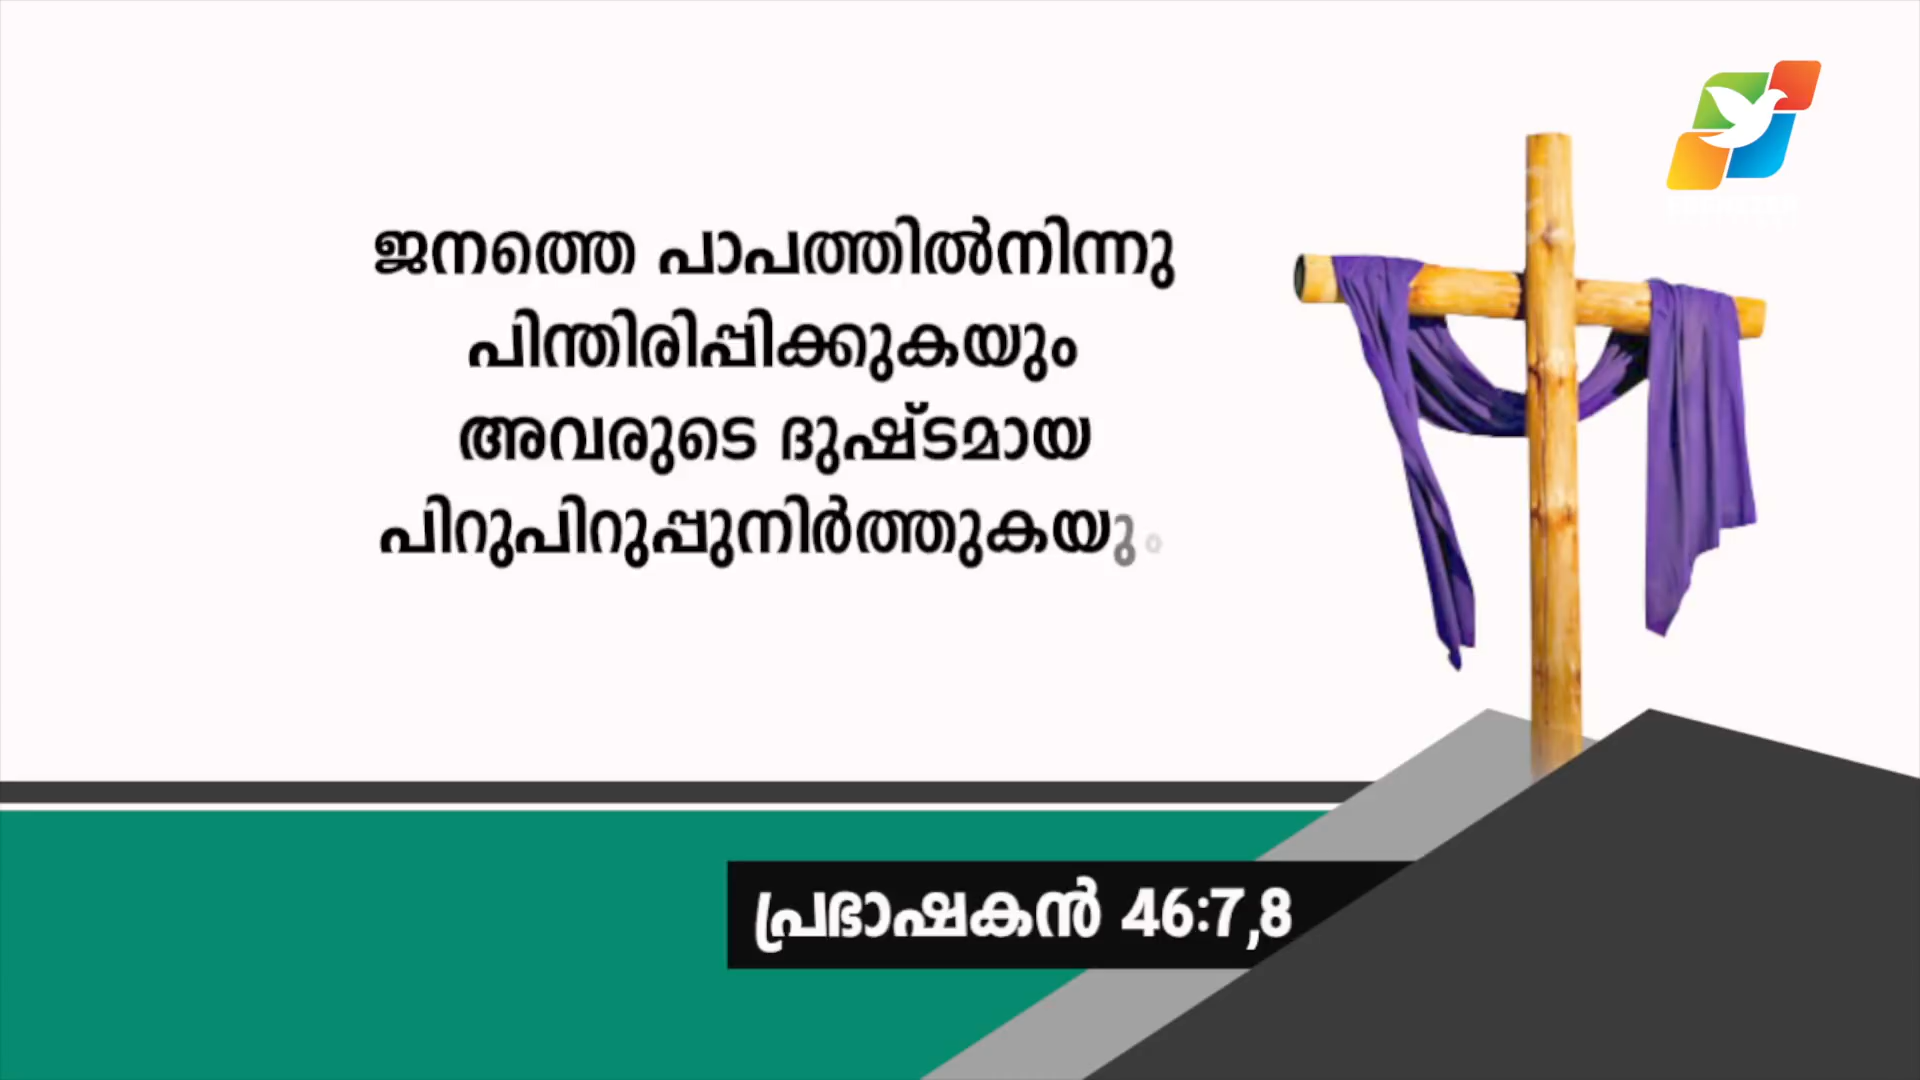 ജനത്തെ പാപത്തിൽനിന്നു
പിന്തിരിപ്പിക്കുകയും
അവരുടെ ദുഷ്ടമായ
പിറുപിറുപ്പുനിർത്തുകയും
പ്രഭാഷകൻ 46:7,8